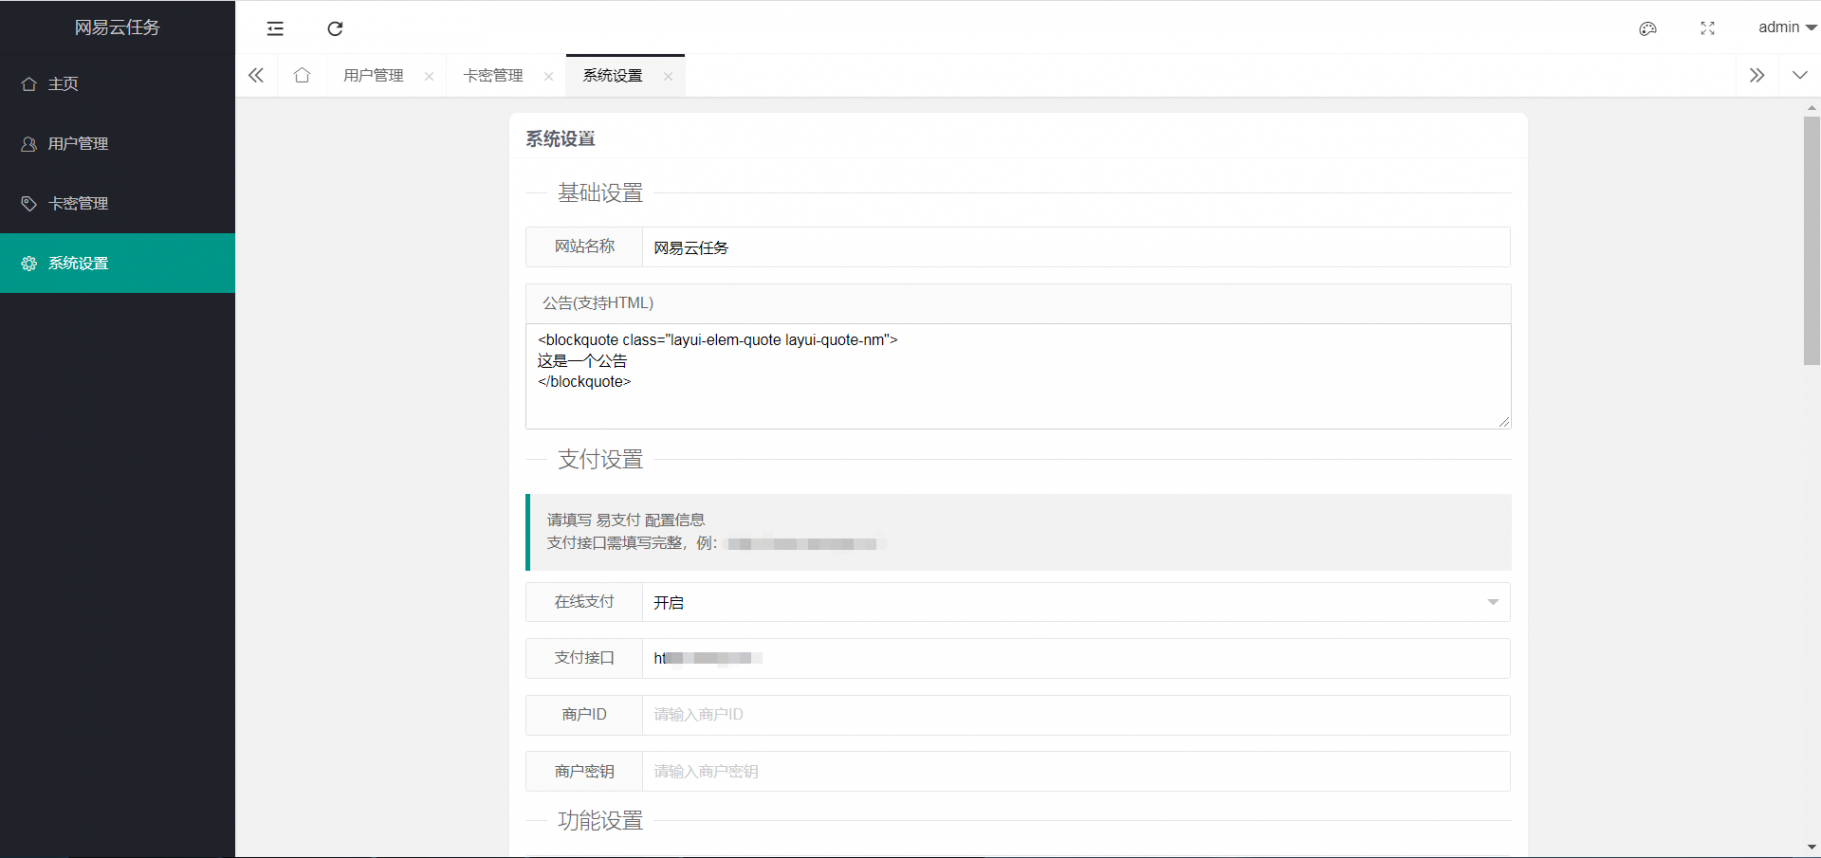 网易云任务
admin
主页
用户管理
卡密管理
系统设置
用户管理
卡密管理
系统设置
系统设置
基础设置
网站名称
网易云任务
公告(支持HTML)
<blockquote class="layui-elem-quote layui-quote-nm">
这是一个公告
</blockquote>
支付设置
请填写 易支付 配置信息
支付接口需填写完整，例：
在线支付
开启
支付接口
ht
商户ID
请输入商户ID
商户密钥
请输入商户密钥
功能设置